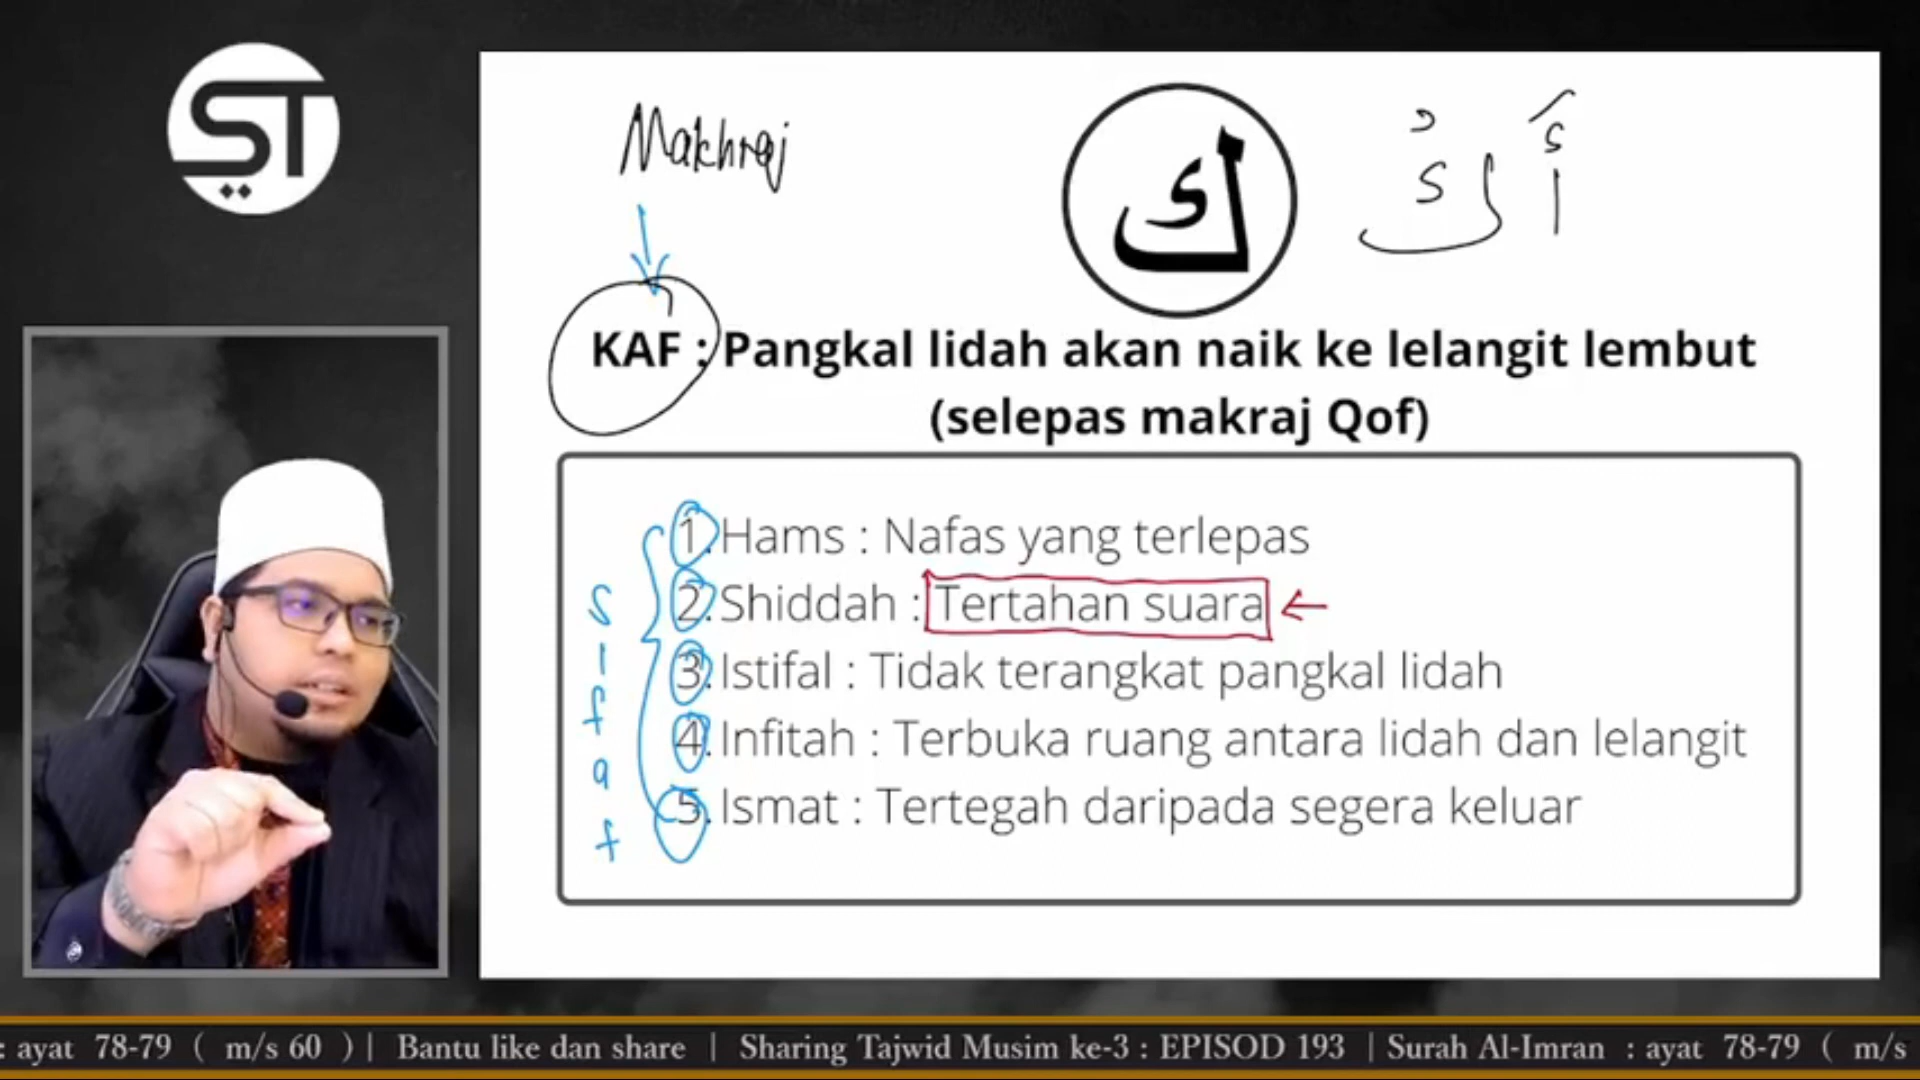 ST
Makhraj
ك
أَكْ
KAF : Pangkal lidah akan naik ke lelangit lembut
(selepas makraj Qof)
1. Hams : Nafas yang terlepas
2. Shiddah : Tertahan suara
3. Istifal : Tidak terangkat pangkal lidah
4. Infitah : Terbuka ruang antara lidah dan lelangit
5. Ismat : Tertegah daripada segera keluar
sifat
: ayat 78-79 ( m/s 60 ) | Bantu like dan share | Sharing Tajwid Musim ke-3 : EPISOD 193 | Surah Al-Imran : ayat 78-79 ( m/s